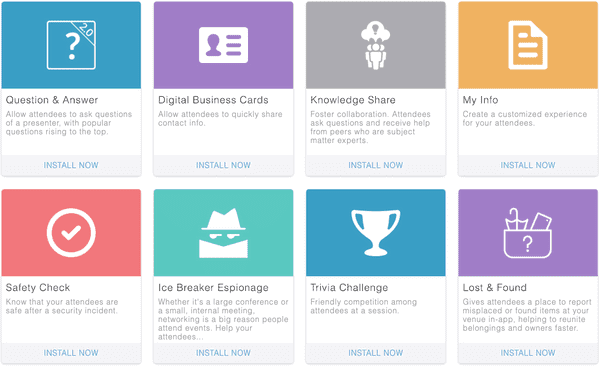 2.0
?
Question & Answer
Allow attendees to ask questions
of a presenter, with popular
questions rising to the top.
INSTALL NOW
Digital Business Cards
Allow attendees to quickly share
contact info.
INSTALL NOW
Knowledge Share
Foster collaboration. Attendees
ask questions and receive help
from peers who are subject
matter experts.
INSTALL NOW
My Info
Create a customized experience
for your attendees.
INSTALL NOW
Safety Check
Know that your attendees are
safe after a security incident.
INSTALL NOW
Ice Breaker Espionage
Whether it's a large conference or
a small, internal meeting,
networking is a big reason people
attend events. Help your
attendees...
INSTALL NOW
Trivia Challenge
Friendly competition among
attendees at a session.
INSTALL NOW
?
Lost & Found
Gives attendees a place to report
misplaced or found items at your
venue in-app, helping to reunite
belongings and owners faster.
INSTALL NOW